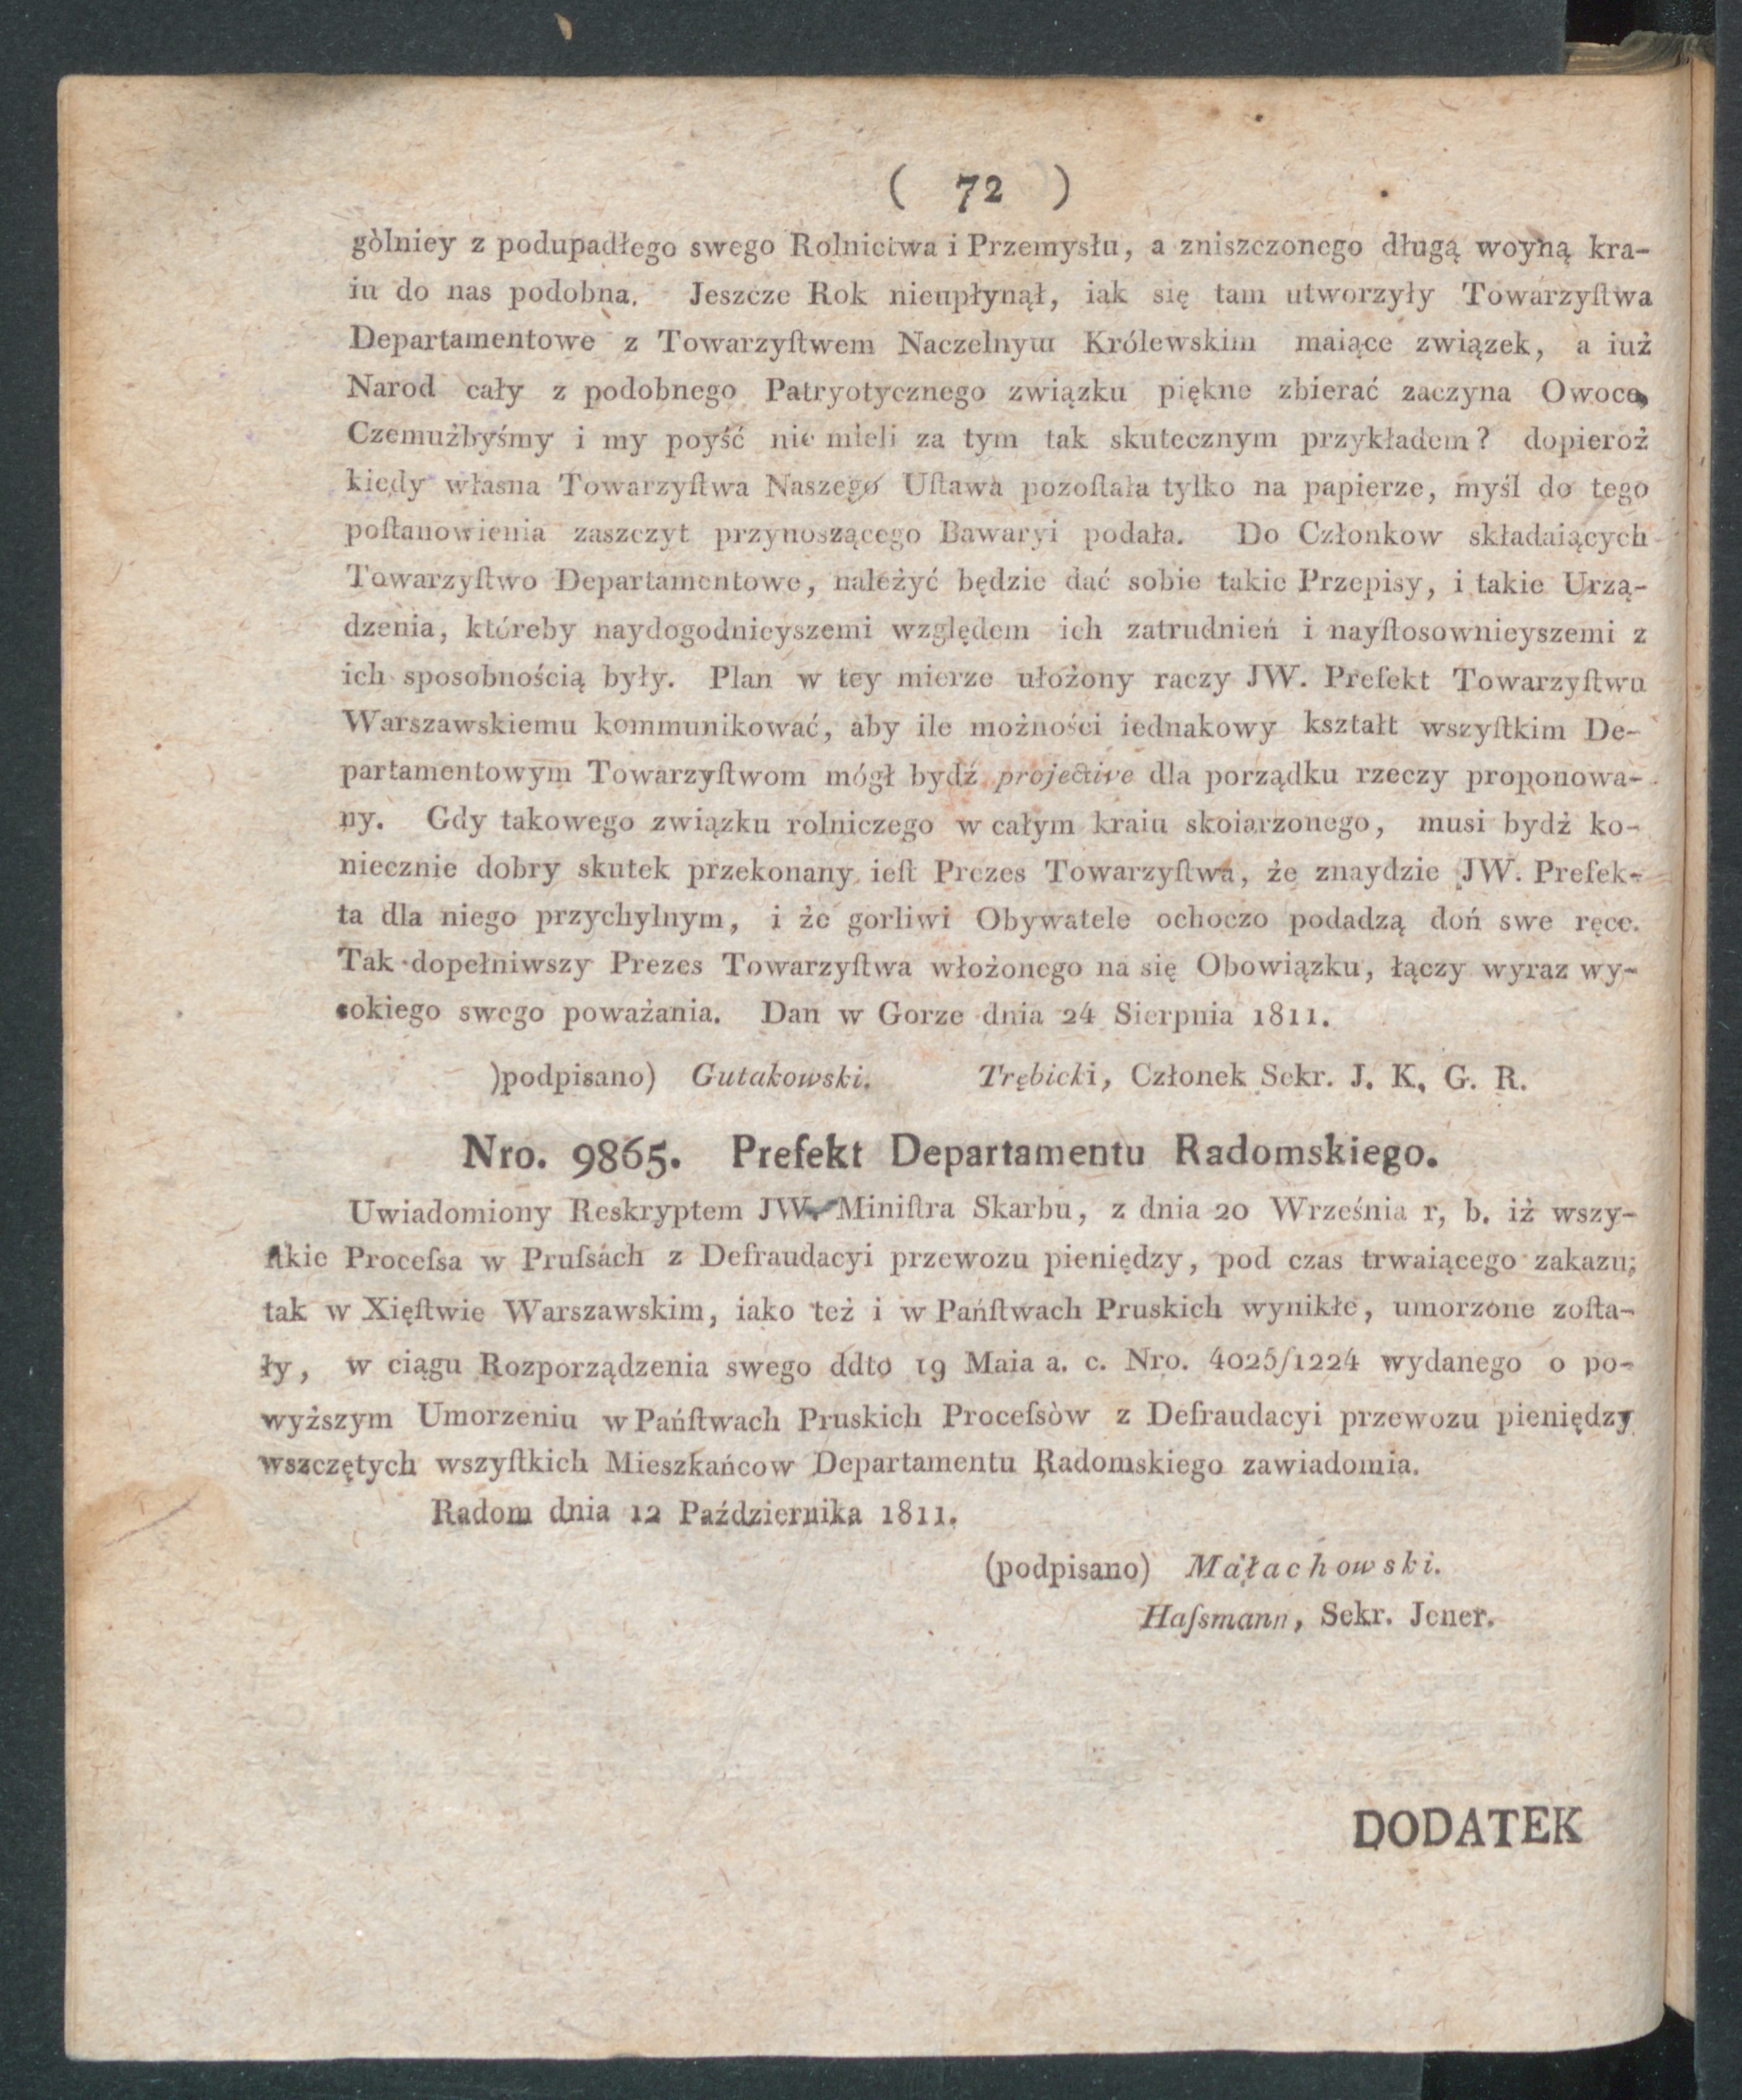 ( 72 )
gòlniey z podupadłego swego Rolnictwa i Przemysłu, a zniszczonego długą woyną kra-
iu do nas podobna. Jeszcze Rok nieupłynął, iak się tam utworzyły Towarzyſtwa
Departamentowe z Towarzyſtwem Naczelnym Królewskim maiące związek, a iuż
Narod cały z podobnego Patryotycznego związku piękne zbierać zaczyna Owoce,
Czemużbyśmy i my poyść nie mieli za tym tak skutecznym przykładem? dopieroż
kiedy własna Towarzyſtwa Naszego Uſtawa pozoſtała tylko na papierze, myśl do tego
poſtanowienia zaszczyt przynoszącego Bawaryi podała. Do Członkow składaiących
Towarzyſtwo Departamentowe, należyć będzie dać sobie takie Przepisy, i takie Urzą-
dzenia, któreby naydogodnieyszemi względem ich zatrudnień i nayſtosownieyszemi z
ich sposobnością były. Plan w tey mierze ułożony raczy JW. Prefekt Towarzyſtwu
Warszawskiemu kommunikować, aby ile możności iednakowy kształt wszyſtkim De-
partamentowym Towarzyſtwom mógł bydź projective dla porządku rzeczy proponowa-
ny. Gdy takowego związku rolniczego w całym kraiu skoiarzonego, musi bydź ko-
niecznie dobry skutek przekonany ieſt Prezes Towarzyſtwa, że znaydzie JW. Prefek-
ta dla niego przychylnym, i że gorliwi Obywatele ochoczo podadzą doń swe ręce.
Tak dopełniwszy Prezes Towarzyſtwa włożonego na się Obowiązku, łączy wyraz wy-
sokiego swego poważania. Dan w Gorze dnia 24 Sierpnia 1811.
)podpisano) Gutakowski. Trębicki, Członek Sekr. J. K. G. R.
Nro. 9865. Prefekt Departamentu Radomskiego.
Uwiadomiony Reskryptem JW. Miniſtra Skarbu, z dnia 20 Września r, b. iż wszy-
ſtkie Proceſsa w Pruſsách z Defraudacyi przewozu pieniędzy, pod czas trwaiącego zakazu;
tak w Xięſtwie Warszawskim, iako też i w Pańſtwach Pruskich wynikłe, umorzone zoſta-
ły, w ciągu Rozporządzenia swego ddto 19 Maia a. c. Nro. 4025/1224 wydanego o po-
wyższym Umorzeniu w Pańſtwach Pruskich Proceſsòw z Defraudacyi przewozu pieniędzy
wszczętych wszyſtkich Mieszkańcow Departamentu Radomskiego zawiadomia.
Radom dnia 12 Października 1811.
(podpisano) Małachowski.
Haſsmann, Sekr. Jener.
DODATEK